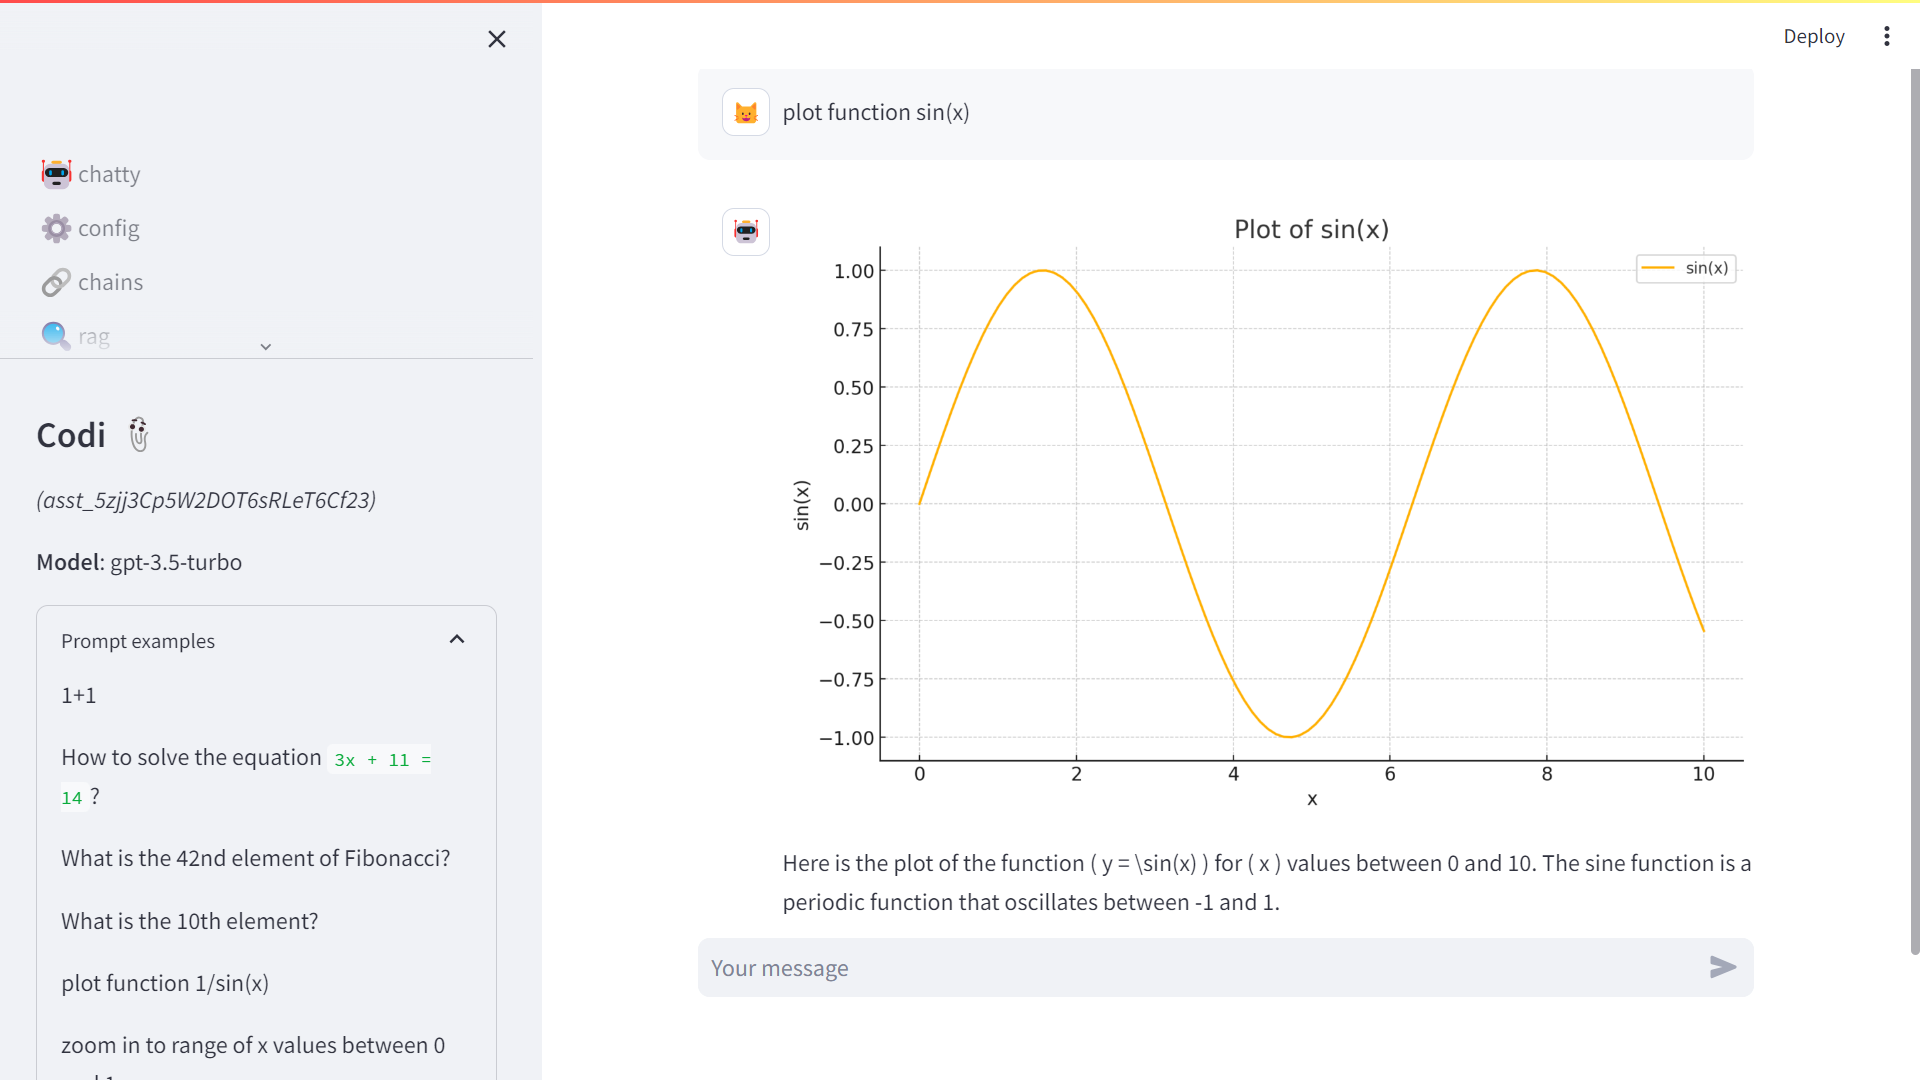 Deploy
chatty
config
chains
rag
Codi
(asst_5zjj3Cp5W2DOT6sRLeT6Cf23)
Model: gpt-3.5-turbo
Prompt examples
1+1
How to solve the equation 3x + 11 =
14 ?
What is the 42nd element of Fibonacci?
What is the 10th element?
plot function 1/sin(x)
zoom in to range of x values between 0
plot function sin(x)
Plot of sin(x)
sin(x)
1.00
0.75
0.50
0.25
0.00
−0.25
−0.50
−0.75
−1.00
sin(x)
0 2 4 6 8 10
x
Here is the plot of the function ( y = \sin(x) ) for ( x ) values between 0 and 10. The sine function is a
periodic function that oscillates between -1 and 1.
Your message